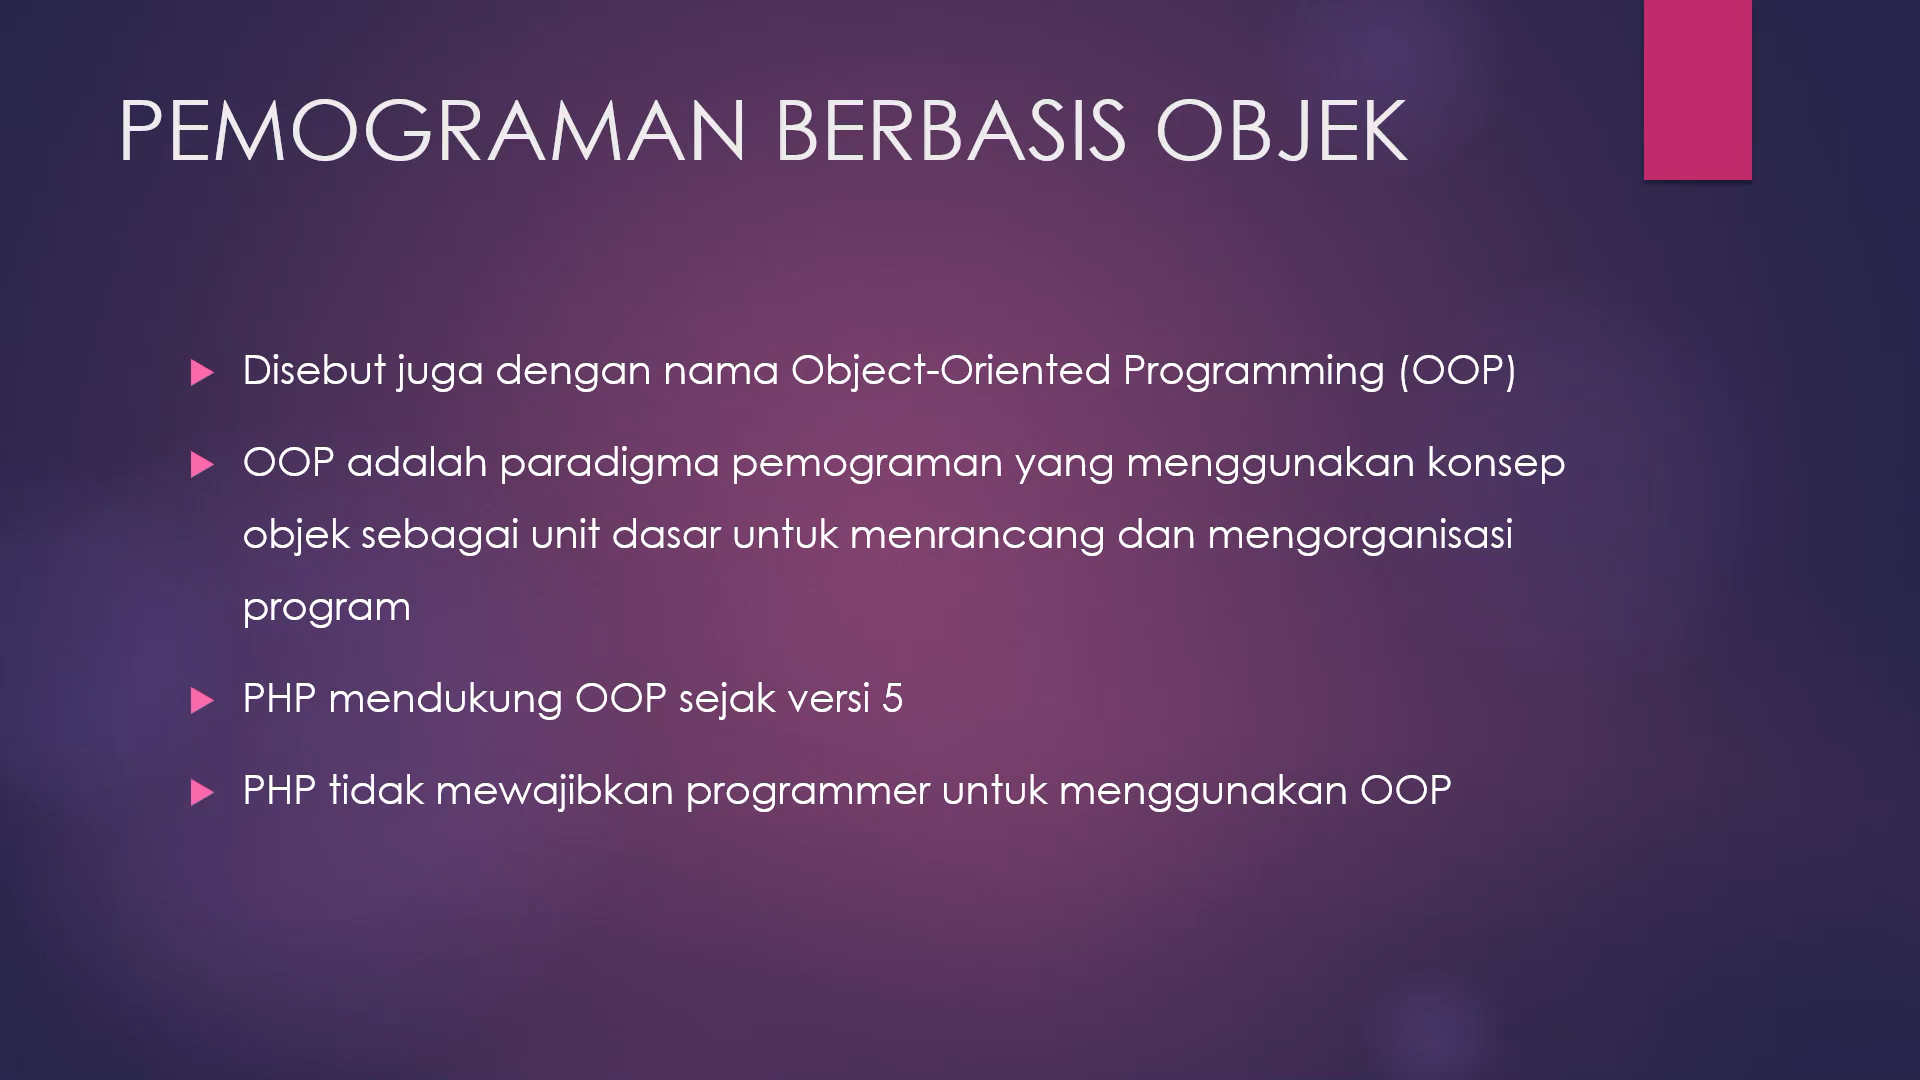 PEMOGRAMAN BERBASIS OBJEK
Disebut juga dengan nama Object-Oriented Programming (OOP)
OOP adalah paradigma pemograman yang menggunakan konsep
objek sebagai unit dasar untuk menrancang dan mengorganisasi
program
PHP mendukung OOP sejak versi 5
PHP tidak mewajibkan programmer untuk menggunakan OOP